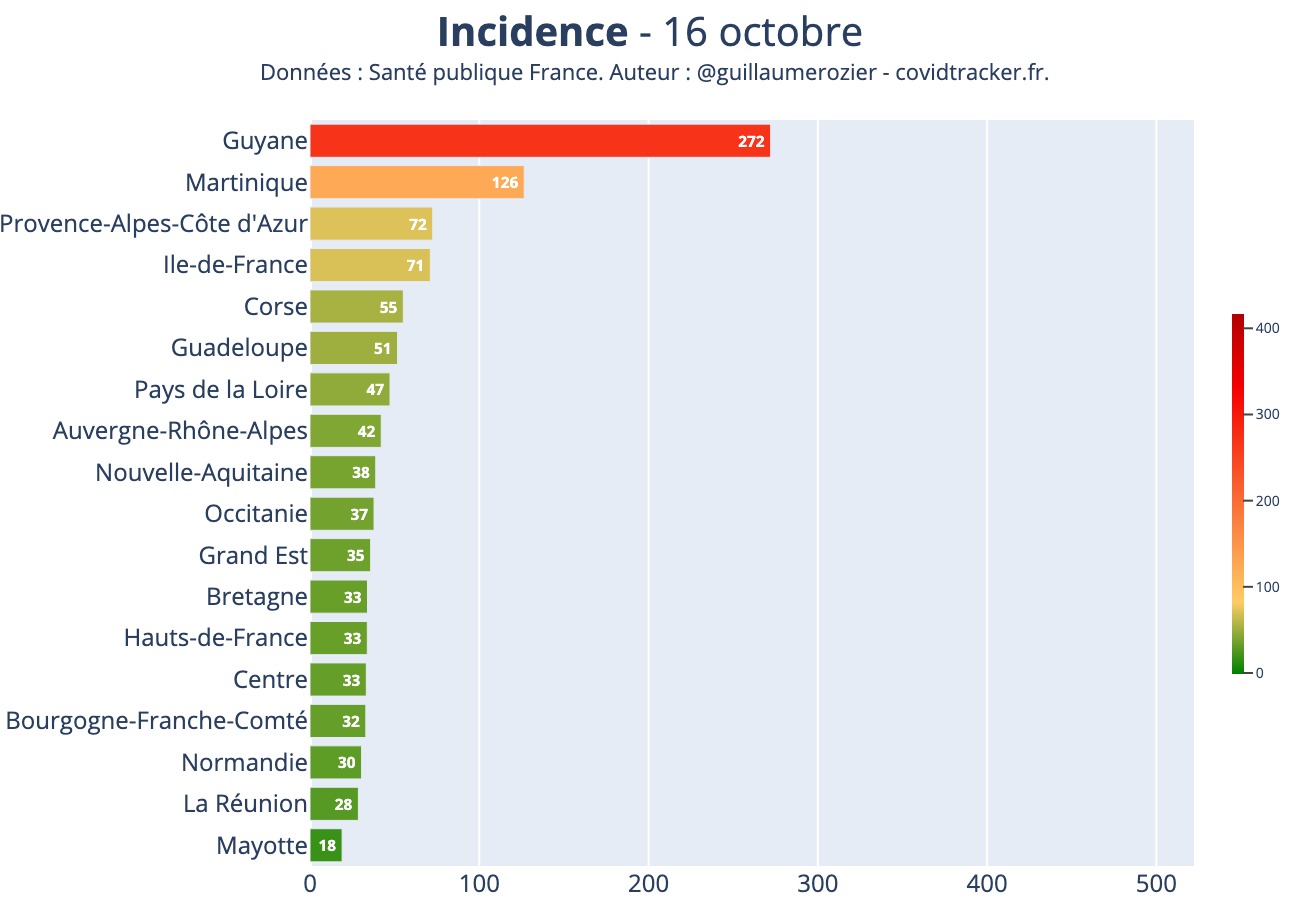 Incidence - 16 octobre
Données : Santé publique France. Auteur : @guillaumerozier - covidtracker.fr.
Guyane 272
Martinique 126
Provence-Alpes-Côte d'Azur 72
Ile-de-France 71
Corse 55
Guadeloupe 51
Pays de la Loire 47
Auvergne-Rhône-Alpes 42
Nouvelle-Aquitaine 38
Occitanie 37
Grand Est 35
Bretagne 33
Hauts-de-France 33
Centre 33
Bourgogne-Franche-Comté 32
Normandie 30
La Réunion 28
Mayotte 18
0 100 200 300 400 500
400
300
200
100
0